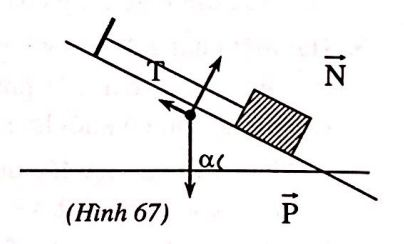 T
N⃗
α
(Hình 67)
P⃗